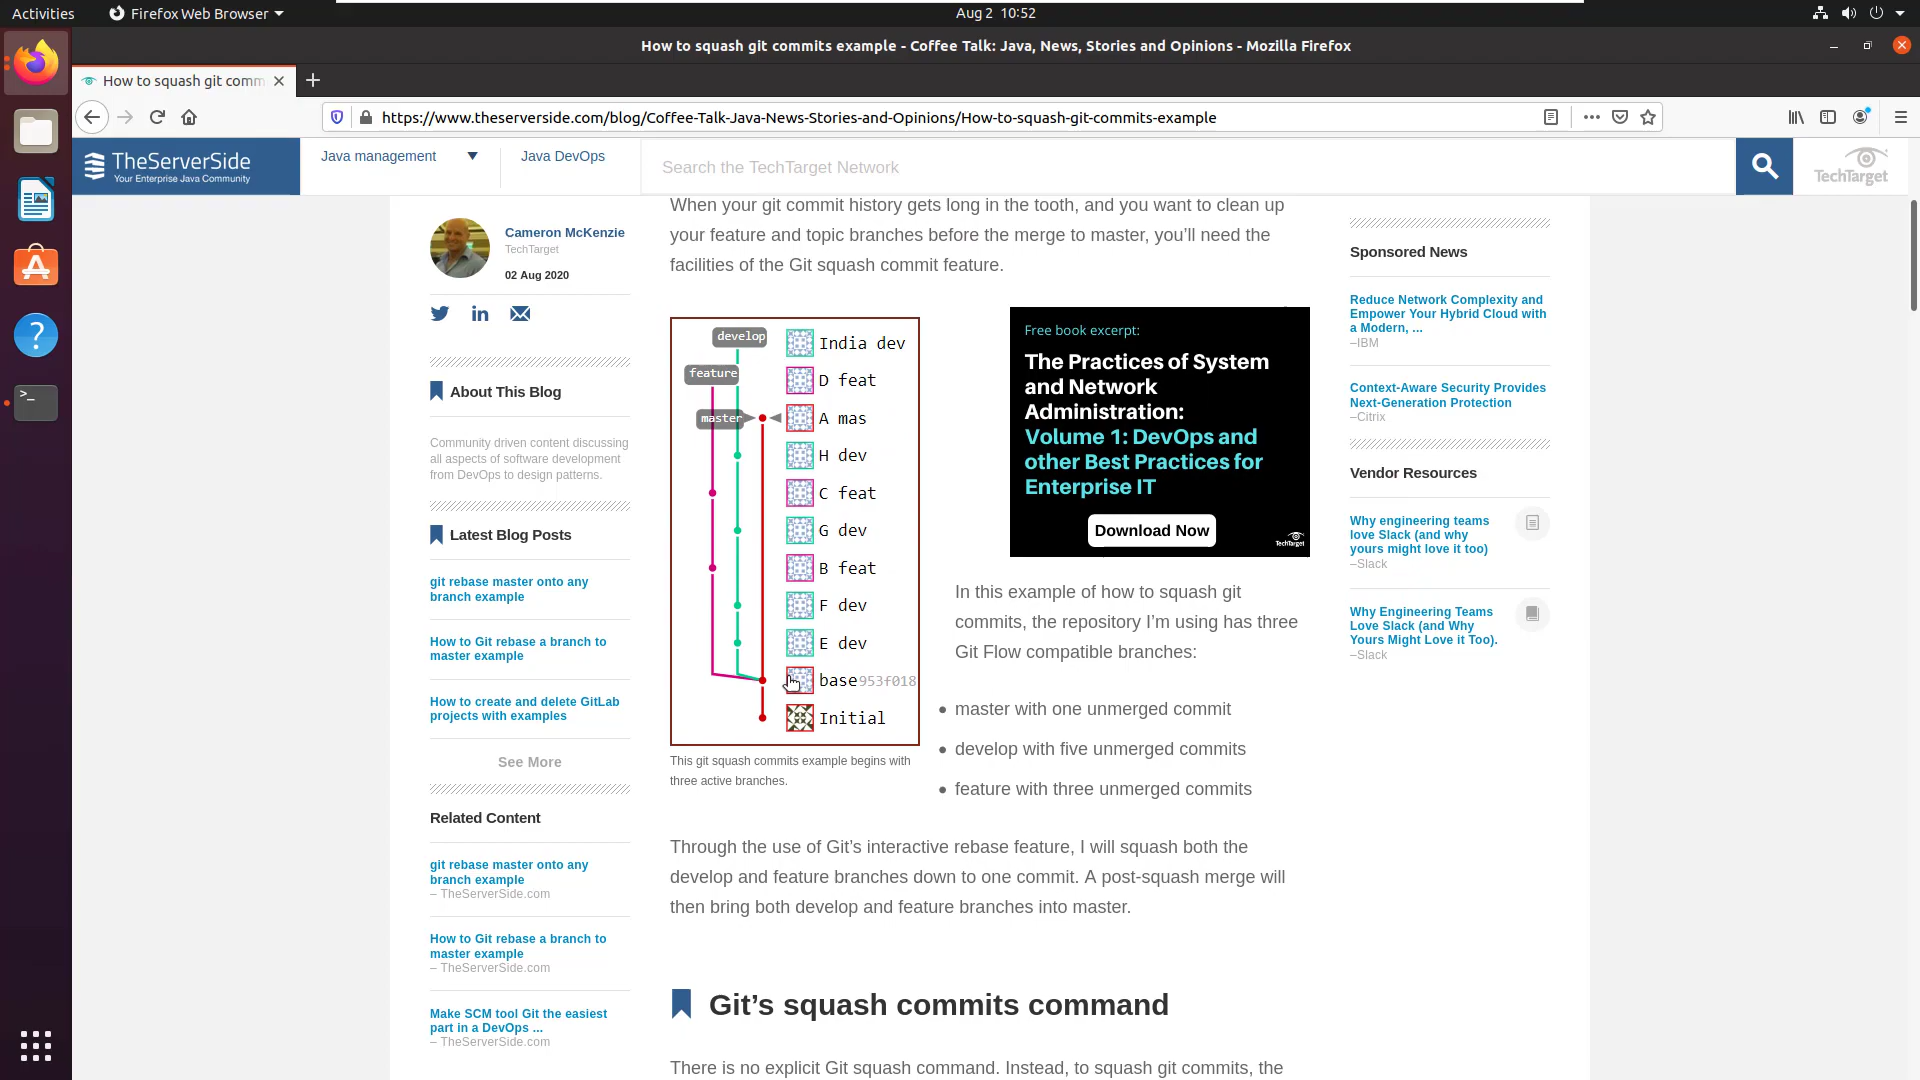 Activities
Firefox Web Browser
Aug 2 10:52
How to squash git commits example - Coffee Talk: Java, News, Stories and Opinions - Mozilla Firefox
How to squash git comm
https://www.theserverside.com/blog/Coffee-Talk-Java-News-Stories-and-Opinions/How-to-squash-git-commits-example
TheServerSide
Your Enterprise Java Community
Java management
Java DevOps
Search the TechTarget Network
TechTarget
Cameron McKenzie
TechTarget
02 Aug 2020
About This Blog
Community driven content discussing
all aspects of software development
from DevOps to design patterns.
Latest Blog Posts
git rebase master onto any
branch example
How to Git rebase a branch to
master example
How to create and delete GitLab
projects with examples
See More
Related Content
git rebase master onto any
branch example
– TheServerSide.com
How to Git rebase a branch to
master example
– TheServerSide.com
Make SCM tool Git the easiest
part in a DevOps ...
– TheServerSide.com
When your git commit history gets long in the tooth, and you want to clean up
your feature and topic branches before the merge to master, you’ll need the
facilities of the Git squash commit feature.
develop
India dev
feature
D feat
master
A mas
H dev
C feat
G dev
B feat
F dev
E dev
base 953f018
Initial
This git squash commits example begins with
three active branches.
Free book excerpt:
The Practices of System
and Network
Administration:
Volume 1: DevOps and
other Best Practices for
Enterprise IT
Download Now
TechTarget
In this example of how to squash git
commits, the repository I’m using has three
Git Flow compatible branches:
• master with one unmerged commit
• develop with five unmerged commits
• feature with three unmerged commits
Through the use of Git’s interactive rebase feature, I will squash both the
develop and feature branches down to one commit. A post-squash merge will
then bring both develop and feature branches into master.
Git’s squash commits command
There is no explicit Git squash command. Instead, to squash git commits, the
Sponsored News
Reduce Network Complexity and
Empower Your Hybrid Cloud with
a Modern, ...
–IBM
Context-Aware Security Provides
Next-Generation Protection
–Citrix
Vendor Resources
Why engineering teams
love Slack (and why
yours might love it too)
–Slack
Why Engineering Teams
Love Slack (and Why
Yours Might Love it Too).
–Slack